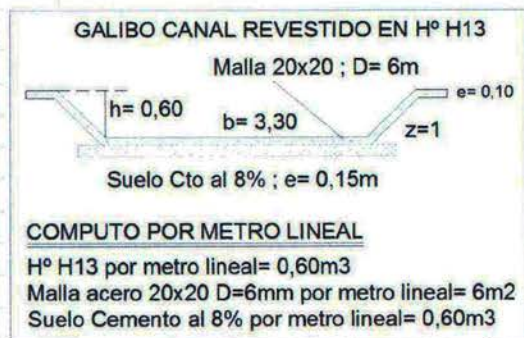 GALIBO CANAL REVESTIDO EN Hº H13
Malla 20x20 ; D= 6m
h= 0,60
e= 0,10
b= 3,30
z=1
Suelo Cto al 8% ; e= 0,15m
COMPUTO POR METRO LINEAL
Hº H13 por metro lineal= 0,60m3
Malla acero 20x20 D=6mm por metro lineal= 6m2
Suelo Cemento al 8% por metro lineal= 0,60m3